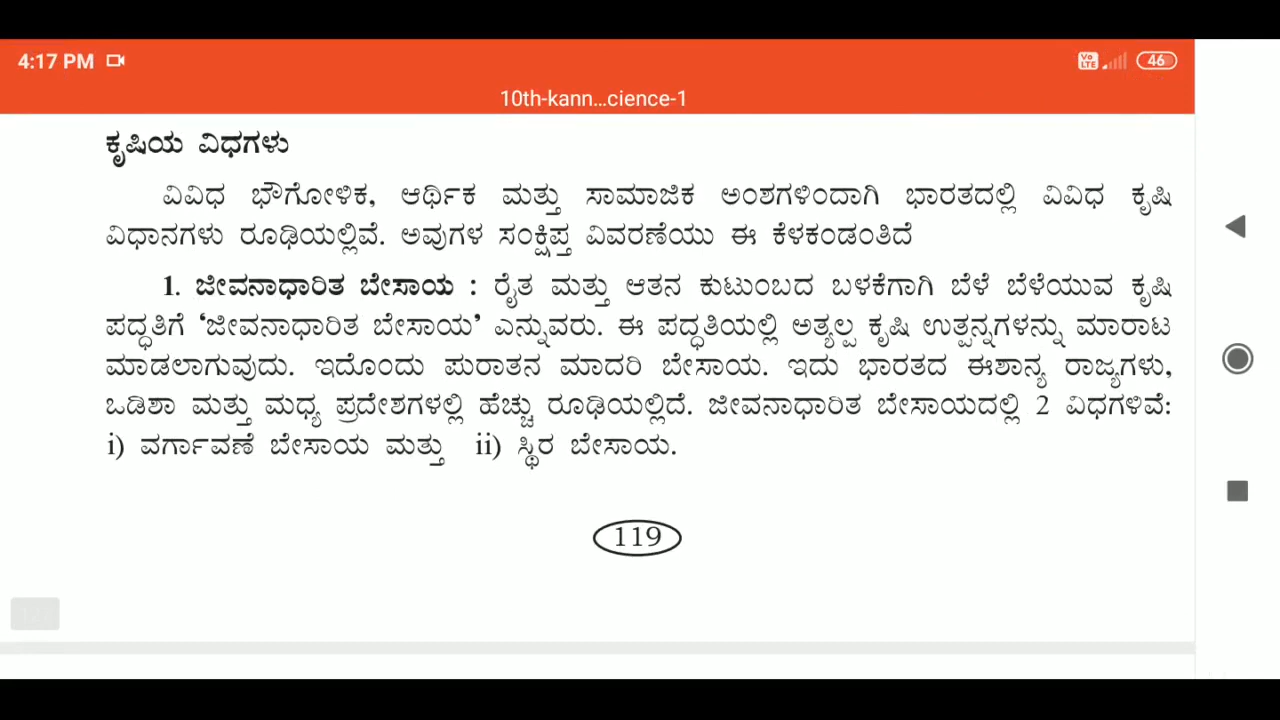 4:17 PM
Vo LTE 46
10th-kann...cience-1
ಕೃಷಿಯ ವಿಧಗಳು
ವಿವಿಧ ಭೌಗೋಳಿಕ, ಆರ್ಥಿಕ ಮತ್ತು ಸಾಮಾಜಿಕ ಅಂಶಗಳಿಂದಾಗಿ ಭಾರತದಲ್ಲಿ ವಿವಿಧ ಕೃಷಿ
ವಿಧಾನಗಳು ರೂಢಿಯಲ್ಲಿವೆ. ಅವುಗಳ ಸಂಕ್ಷಿಪ್ತ ವಿವರಣೆಯು ಈ ಕೆಳಕಂಡಂತಿದೆ
1. ಜೀವನಾಧಾರಿತ ಬೇಸಾಯ : ರೈತ ಮತ್ತು ಆತನ ಕುಟುಂಬದ ಬಳಕೆಗಾಗಿ ಬೆಳೆ ಬೆಳೆಯುವ ಕೃಷಿ
ಪದ್ಧತಿಗೆ ‘ಜೀವನಾಧಾರಿತ ಬೇಸಾಯ’ ಎನ್ನುವರು. ಈ ಪದ್ಧತಿಯಲ್ಲಿ ಅತ್ಯಲ್ಪ ಕೃಷಿ ಉತ್ಪನ್ನಗಳನ್ನು ಮಾರಾಟ
ಮಾಡಲಾಗುವುದು. ಇದೊಂದು ಪುರಾತನ ಮಾದರಿ ಬೇಸಾಯ. ಇದು ಭಾರತದ ಈಶಾನ್ಯ ರಾಜ್ಯಗಳು,
ಒಡಿಶಾ ಮತ್ತು ಮಧ್ಯ ಪ್ರದೇಶಗಳಲ್ಲಿ ಹೆಚ್ಚು ರೂಢಿಯಲ್ಲಿದೆ. ಜೀವನಾಧಾರಿತ ಬೇಸಾಯದಲ್ಲಿ 2 ವಿಧಗಳಿವೆ:
i) ವರ್ಗಾವಣೆ ಬೇಸಾಯ ಮತ್ತು ii) ಸ್ಥಿರ ಬೇಸಾಯ.
119